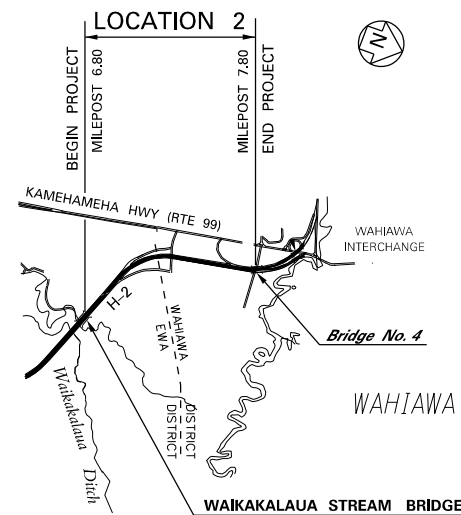 LOCATION 2
BEGIN PROJECT
MILEPOST 6.80
MILEPOST 7.80
END PROJECT
N
KAMEHAMEHA HWY (RTE 99)
WAHIAWA
INTERCHANGE
H-2
Bridge No. 4
WAHIAWA
EWA
DISTRICT
DISTRICT
WAHIAWA
Waikakalaua
Ditch
WAIKAKALAUA STREAM BRIDGE